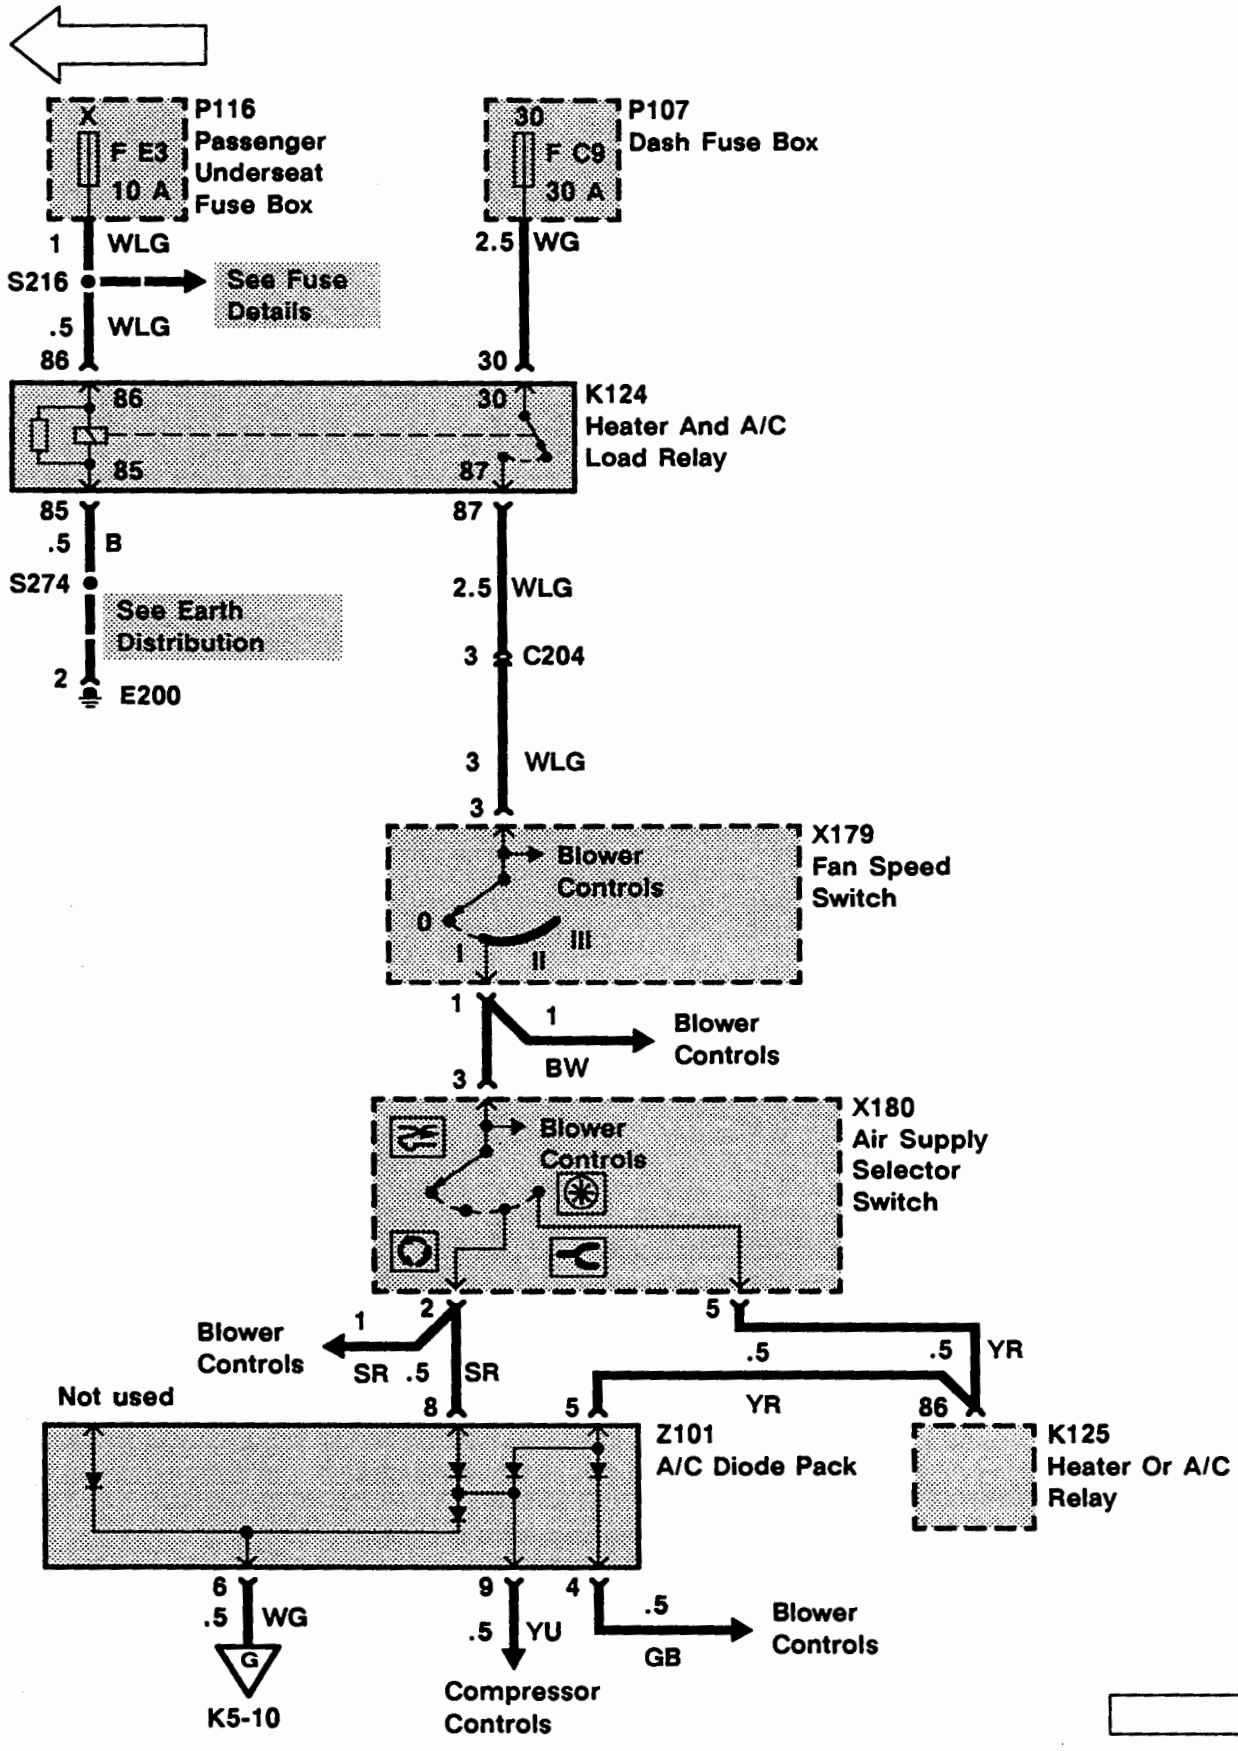 X
F E3
10 A
P116
Passenger
Underseat
Fuse Box
30
F C9
30 A
P107
Dash Fuse Box
1 WLG
2.5 WG
S216
See Fuse
Details
.5 WLG
86
30
86
30
85
87
K124
Heater And A/C
Load Relay
85
87
.5 B
2.5 WLG
S274
See Earth
Distribution
3 C204
2
E200
3 WLG
3
X179
Fan Speed
Switch
Blower
Controls
0
I
II
III
1
1
BW
Blower
Controls
3
X180
Air Supply
Selector
Switch
Blower
Controls
2
5
1
SR
Blower
Controls
.5 SR
.5
.5 YR
YR
Not used
8
5
86
Z101
A/C Diode Pack
K125
Heater Or A/C
Relay
6
9
4
.5 WG
.5 YU
.5
GB
Blower
Controls
G
K5-10
Compressor
Controls